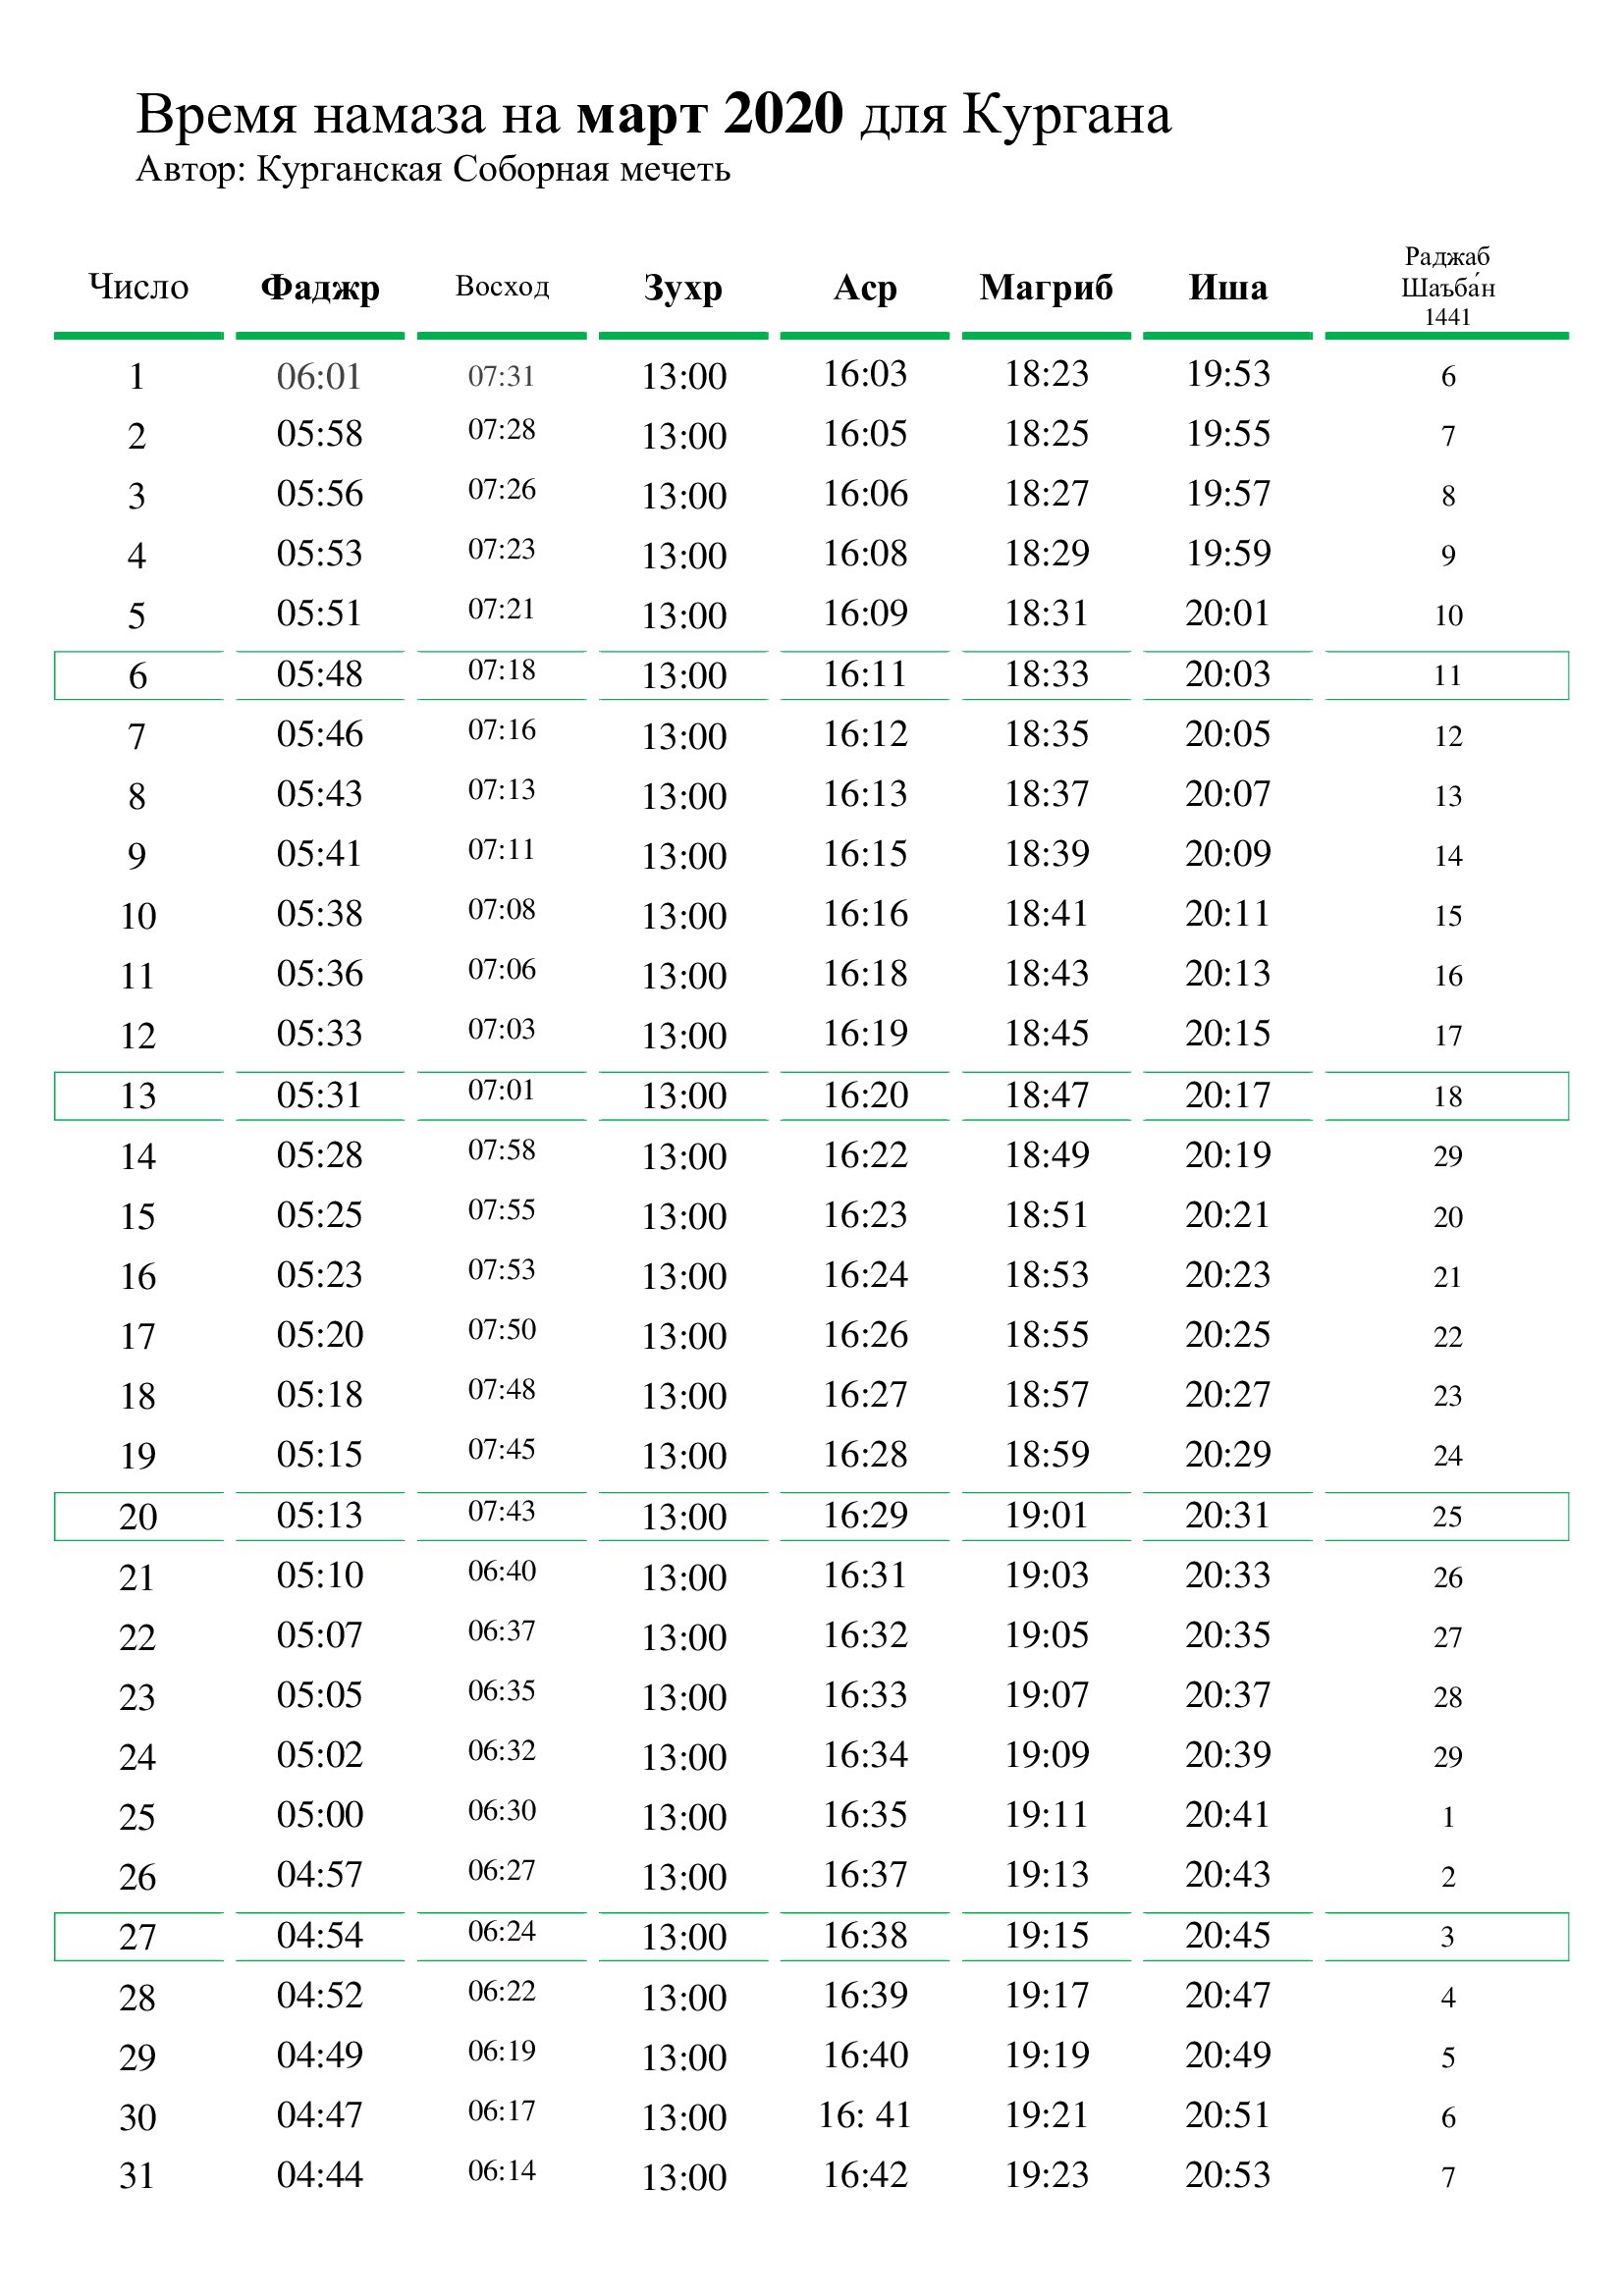 Время намаза на март 2020 для Кургана
Автор: Курганская Соборная мечеть
Число Фаджр Восход Зухр Аср Магриб Иша Раджаб
Шаъба́н
1441
1 06:01 07:31 13:00 16:03 18:23 19:53 6
2 05:58 07:28 13:00 16:05 18:25 19:55 7
3 05:56 07:26 13:00 16:06 18:27 19:57 8
4 05:53 07:23 13:00 16:08 18:29 19:59 9
5 05:51 07:21 13:00 16:09 18:31 20:01 10
6 05:48 07:18 13:00 16:11 18:33 20:03 11
7 05:46 07:16 13:00 16:12 18:35 20:05 12
8 05:43 07:13 13:00 16:13 18:37 20:07 13
9 05:41 07:11 13:00 16:15 18:39 20:09 14
10 05:38 07:08 13:00 16:16 18:41 20:11 15
11 05:36 07:06 13:00 16:18 18:43 20:13 16
12 05:33 07:03 13:00 16:19 18:45 20:15 17
13 05:31 07:01 13:00 16:20 18:47 20:17 18
14 05:28 07:58 13:00 16:22 18:49 20:19 29
15 05:25 07:55 13:00 16:23 18:51 20:21 20
16 05:23 07:53 13:00 16:24 18:53 20:23 21
17 05:20 07:50 13:00 16:26 18:55 20:25 22
18 05:18 07:48 13:00 16:27 18:57 20:27 23
19 05:15 07:45 13:00 16:28 18:59 20:29 24
20 05:13 07:43 13:00 16:29 19:01 20:31 25
21 05:10 06:40 13:00 16:31 19:03 20:33 26
22 05:07 06:37 13:00 16:32 19:05 20:35 27
23 05:05 06:35 13:00 16:33 19:07 20:37 28
24 05:02 06:32 13:00 16:34 19:09 20:39 29
25 05:00 06:30 13:00 16:35 19:11 20:41 1
26 04:57 06:27 13:00 16:37 19:13 20:43 2
27 04:54 06:24 13:00 16:38 19:15 20:45 3
28 04:52 06:22 13:00 16:39 19:17 20:47 4
29 04:49 06:19 13:00 16:40 19:19 20:49 5
30 04:47 06:17 13:00 16: 41 19:21 20:51 6
31 04:44 06:14 13:00 16:42 19:23 20:53 7